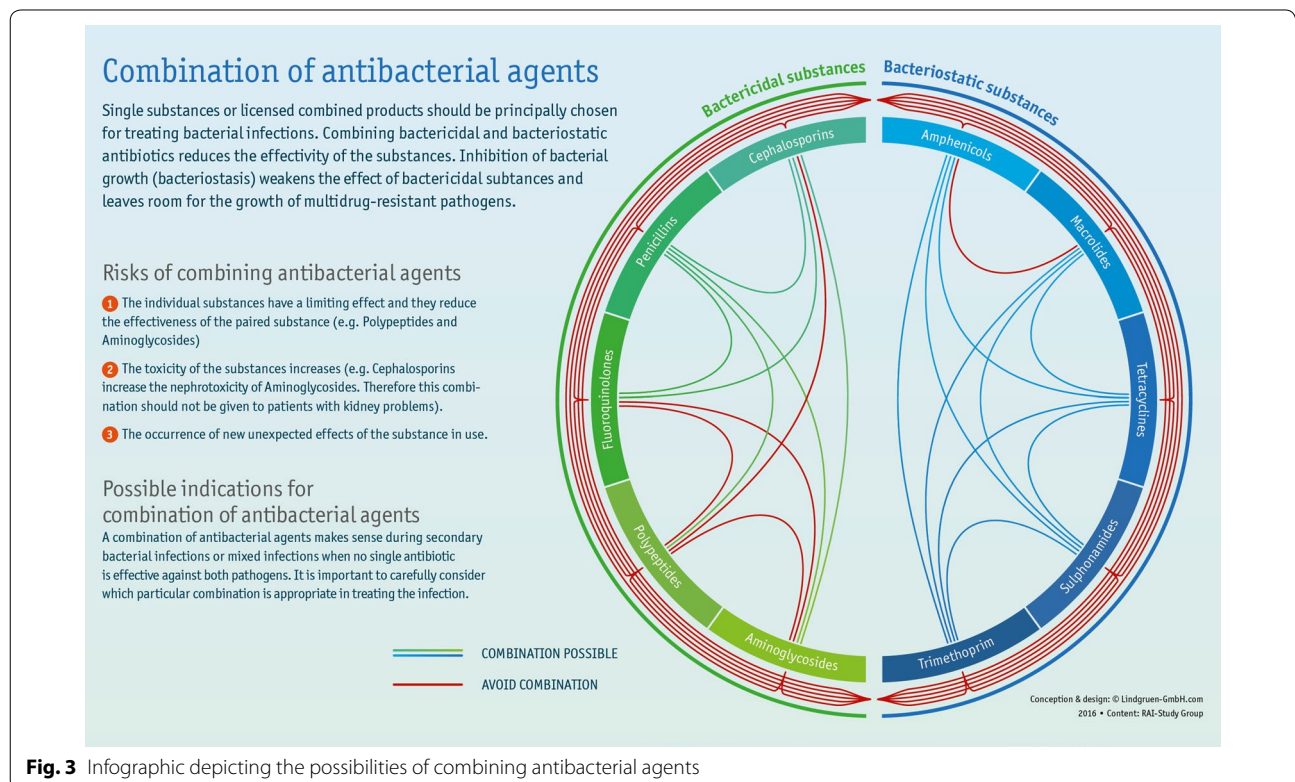 Combination of antibacterial agents
Single substances or licensed combined products should be principally chosen
for treating bacterial infections. Combining bactericidal and bacteriostatic
antibiotics reduces the effectivity of the substances. Inhibition of bacterial
growth (bacteriostasis) weakens the effect of bactericidal subtances and
leaves room for the growth of multidrug-resistant pathogens.
Risks of combining antibacterial agents
1 The individual substances have a limiting effect and they reduce
the effectiveness of the paired substance (e.g. Polypeptides and
Aminoglycosides)
2 The toxicity of the substances increases (e.g. Cephalosporins
increase the nephrotoxicity of Aminoglycosides. Therefore this combi-
nation should not be given to patients with kidney problems).
3 The occurrence of new unexpected effects of the substance in use.
Possible indications for
combination of antibacterial agents
A combination of antibacterial agents makes sense during secondary
bacterial infections or mixed infections when no single antibiotic
is effective against both pathogens. It is important to carefully consider
which particular combination is appropriate in treating the infection.
COMBINATION POSSIBLE
AVOID COMBINATION
Bactericidal substances
Cephalosporins
Penicillins
Fluoroquinolones
Polypeptides
Aminoglycosides
Bacteriostatic substances
Amphenicols
Macrolides
Tetracyclines
Sulphonamides
Trimethoprim
Conception & design: © Lindgruen-GmbH.com
2016 • Content: RAI-Study Group
Fig. 3 Infographic depicting the possibilities of combining antibacterial agents